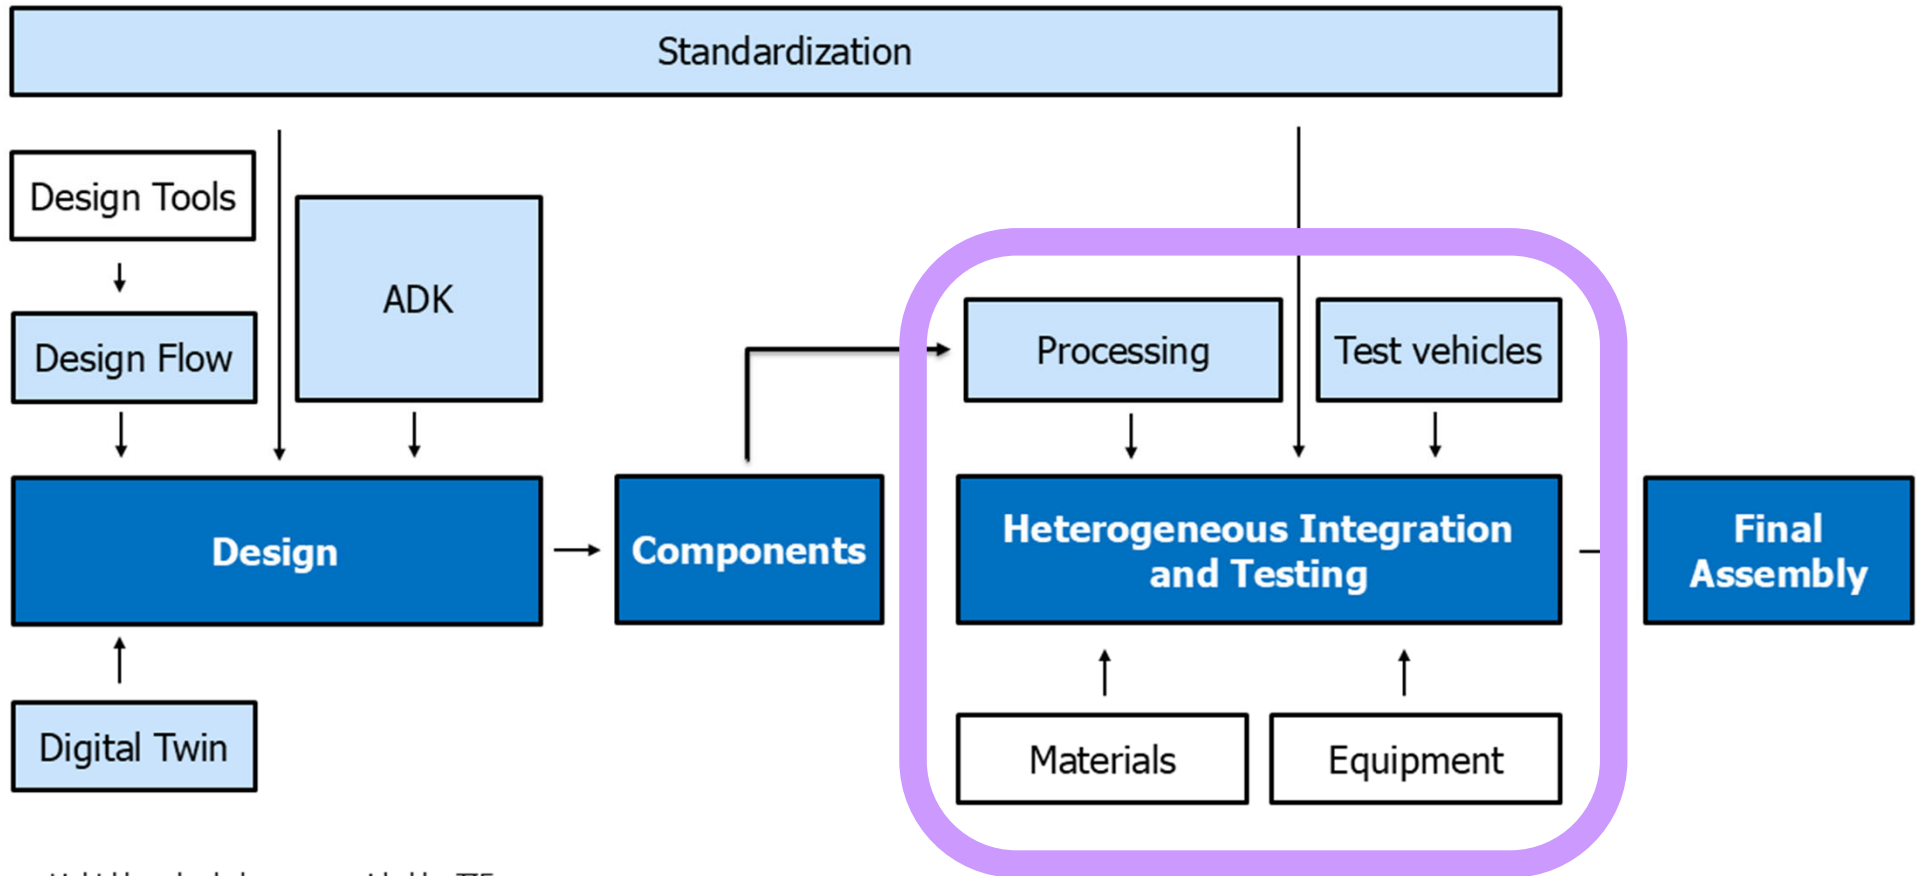 Standardization
Design Tools
ADK
Design Flow
Processing
Test vehicles
Design
Components
Heterogeneous Integration
and Testing
Final
Assembly
Digital Twin
Materials
Equipment